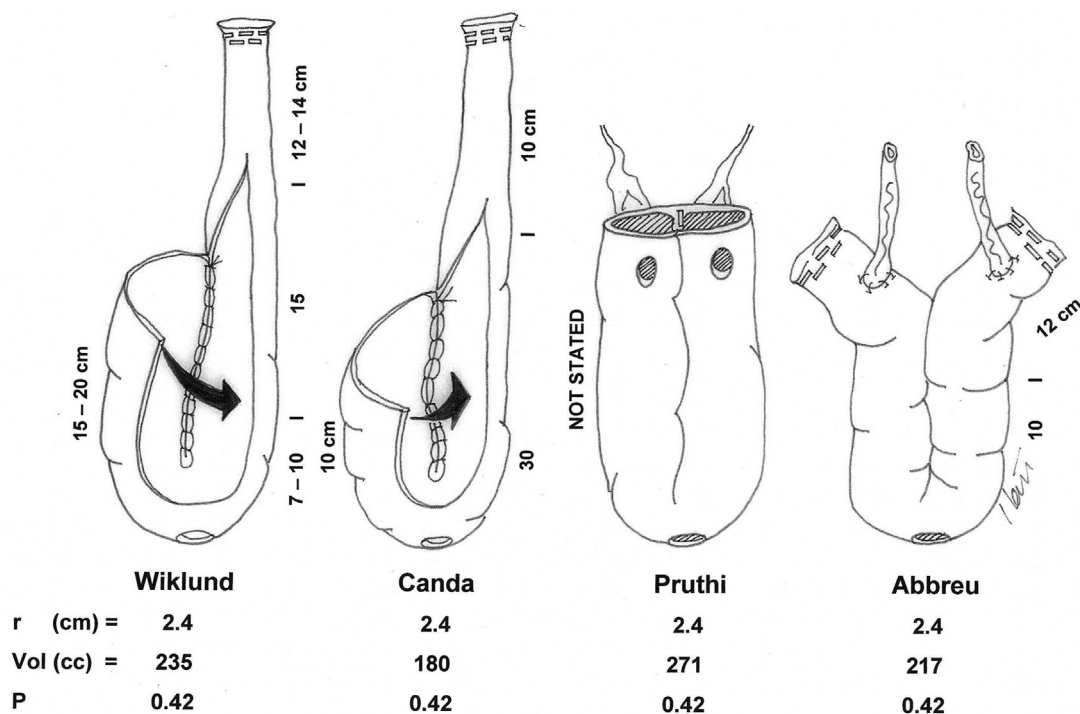 12 – 14 cm
I
15
I
7 – 10
15 – 20 cm
10 cm
I
30
10 cm
NOT STATED
12 cm
I
10
Wiklund Canda Pruthi Abbreu
r (cm) = 2.4 2.4 2.4 2.4
Vol (cc) = 235 180 271 217
P 0.42 0.42 0.42 0.42